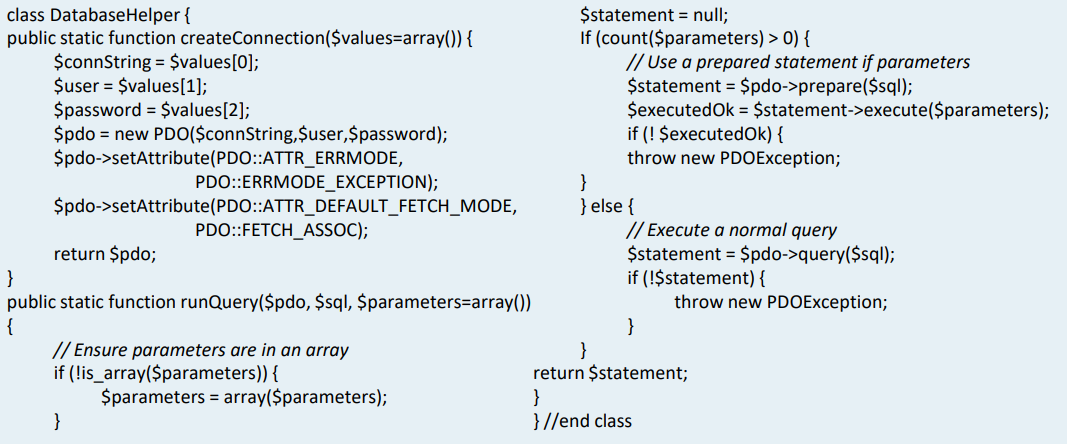 class DatabaseHelper {
public static function createConnection($values=array()) {
$connString = $values[0];
$user = $values[1];
$password = $values[2];
$pdo = new PDO($connString,$user,$password);
$pdo->setAttribute(PDO::ATTR_ERRMODE,
PDO::ERRMODE_EXCEPTION);
$pdo->setAttribute(PDO::ATTR_DEFAULT_FETCH_MODE,
PDO::FETCH_ASSOC);
return $pdo;
}
public static function runQuery($pdo, $sql, $parameters=array())
{
// Ensure parameters are in an array
if (!is_array($parameters)) {
$parameters = array($parameters);
}
$statement = null;
If (count($parameters) > 0) {
// Use a prepared statement if parameters
$statement = $pdo->prepare($sql);
$executedOk = $statement->execute($parameters);
if (! $executedOk) {
throw new PDOException;
}
} else {
// Execute a normal query
$statement = $pdo->query($sql);
if (!$statement) {
throw new PDOException;
}
}
return $statement;
}
} //end class